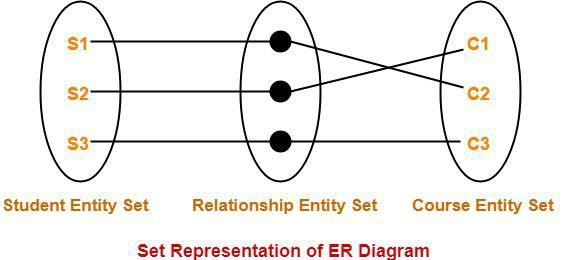 S1
C1
S2
C2
S3
C3
Student Entity Set
Relationship Entity Set
Course Entity Set
Set Representation of ER Diagram